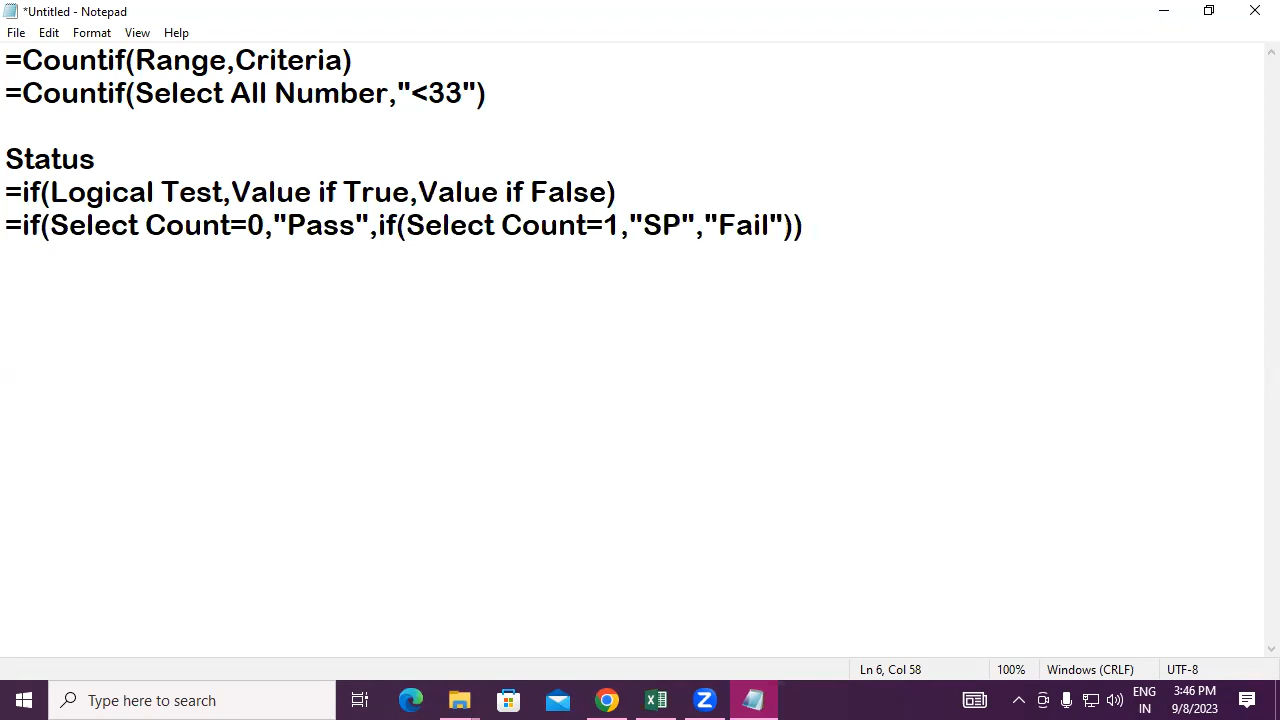 *Untitled - Notepad
File Edit Format View Help
=Countif(Range,Criteria)
=Countif(Select All Number,"<33")
Status
=if(Logical Test,Value if True,Value if False)
=if(Select Count=0,"Pass",if(Select Count=1,"SP","Fail"))
Ln 6, Col 58 100% Windows (CRLF) UTF-8
Type here to search
ENG
IN
3:46 PM
9/8/2023